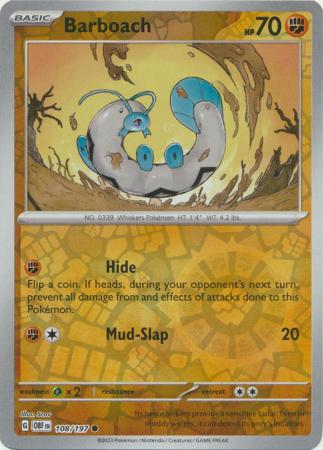 BASIC
Barboach
HP 70
NO. 0339 Whiskers Pokémon HT: 1'4" WT: 4.2 lbs.
Hide
Flip a coin. If heads, during your opponent's next turn,
prevent all damage from and effects of attacks done to this
Pokémon.
Mud-Slap 20
weakness ×2 resistance retreat
Illus. Scav
G OBF EN 108/197
Its two whiskers provide a sensitive radar. Even in
muddy waters, it can detect its prey's location.
©2023 Pokémon / Nintendo / Creatures / GAME FREAK